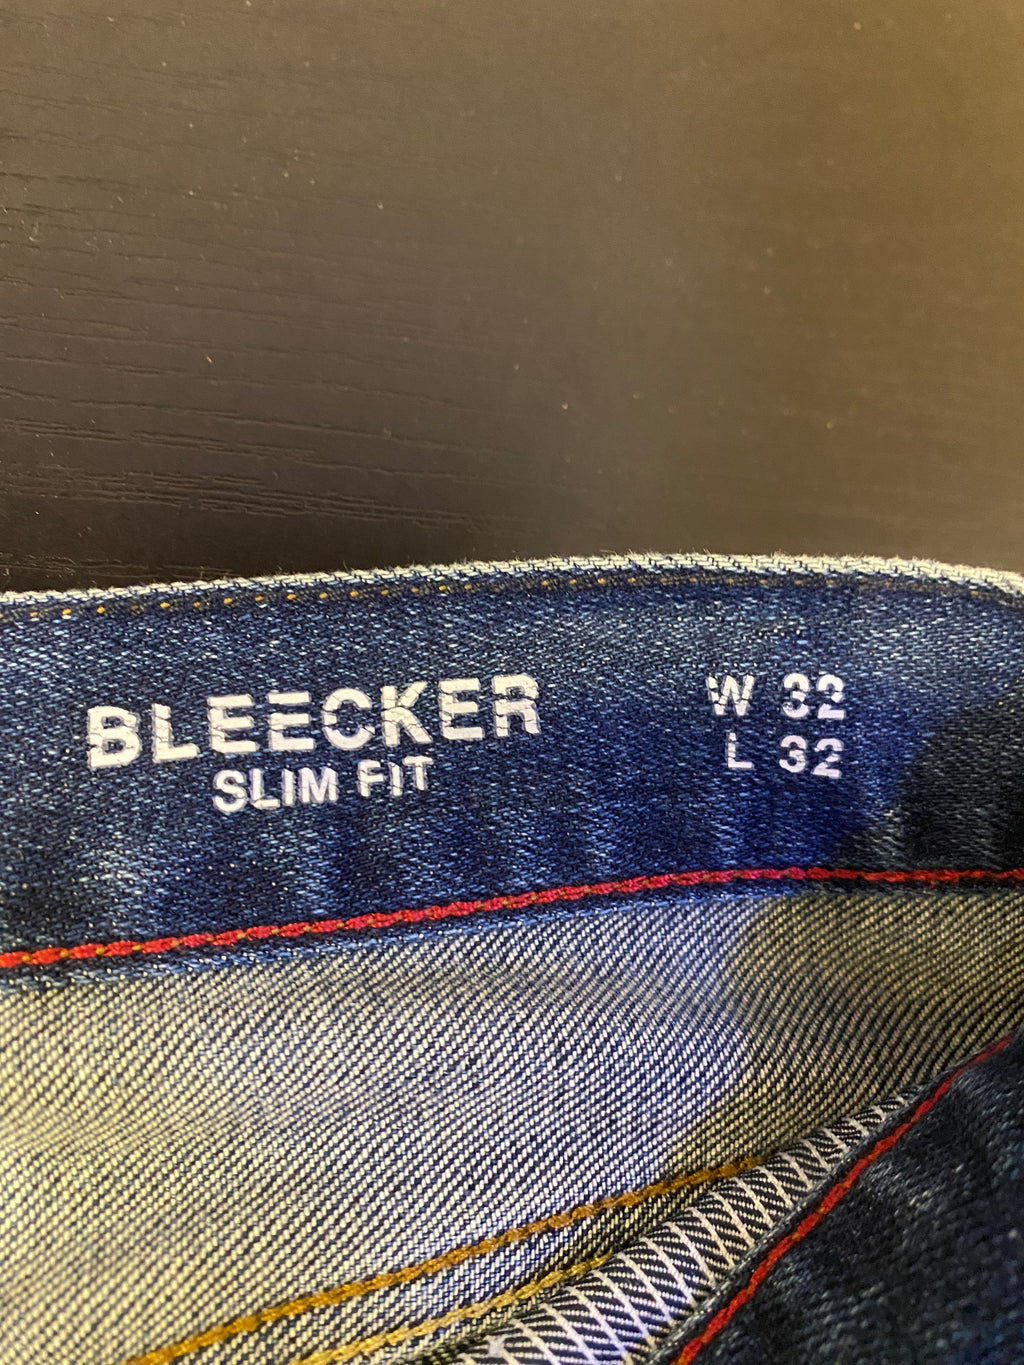 BLEECKER
SLIM FIT
W 32
L 32